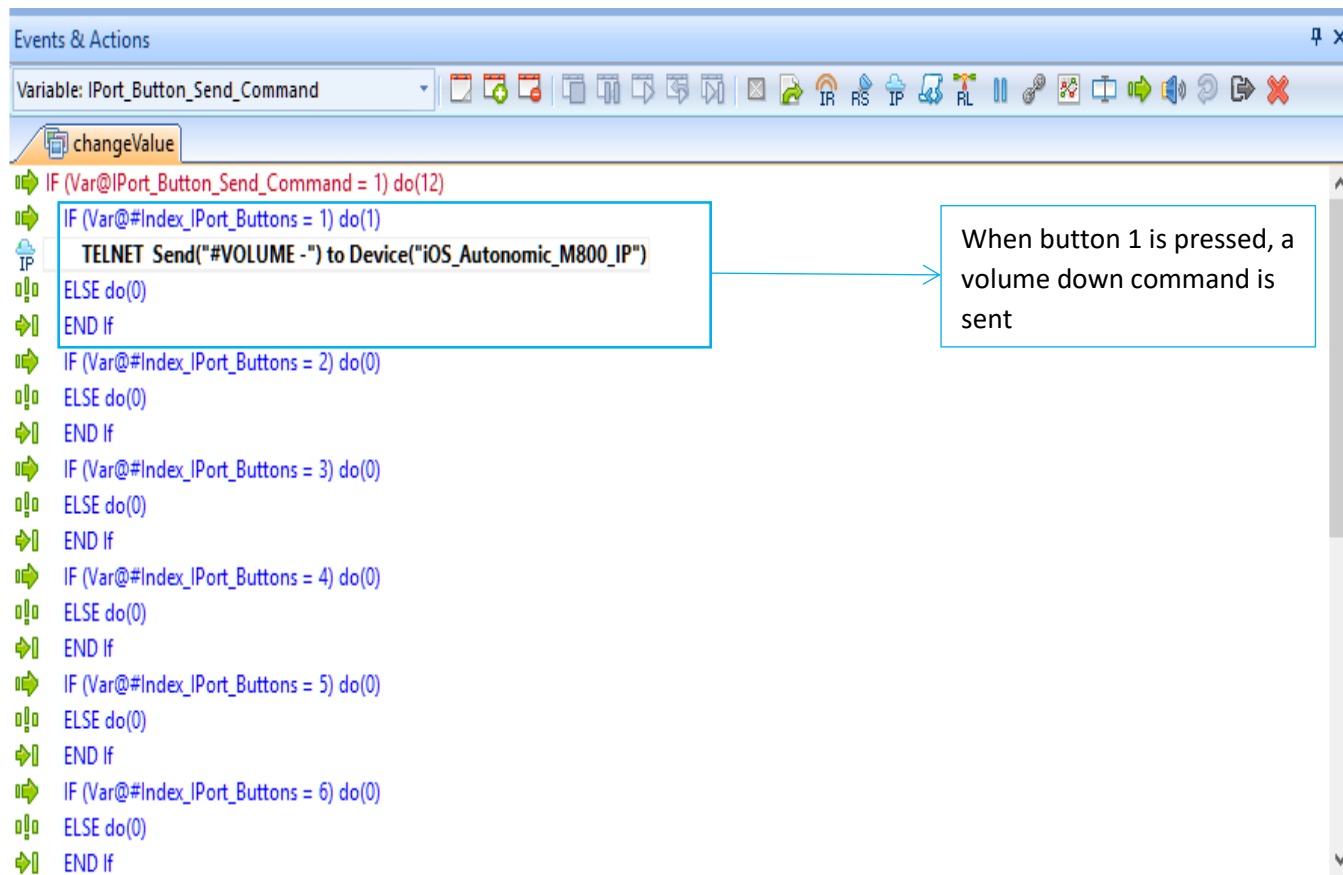 Events & Actions
Variable: IPort_Button_Send_Command
IR RS IP RL
changeValue
IF (Var@IPort_Button_Send_Command = 1) do(12)
IF (Var@#Index_IPort_Buttons = 1) do(1)
IP TELNET Send("#VOLUME -") to Device("iOS_Autonomic_M800_IP")
ELSE do(0)
END If
IF (Var@#Index_IPort_Buttons = 2) do(0)
ELSE do(0)
END If
IF (Var@#Index_IPort_Buttons = 3) do(0)
ELSE do(0)
END If
IF (Var@#Index_IPort_Buttons = 4) do(0)
ELSE do(0)
END If
IF (Var@#Index_IPort_Buttons = 5) do(0)
ELSE do(0)
END If
IF (Var@#Index_IPort_Buttons = 6) do(0)
ELSE do(0)
END If
When button 1 is pressed, a
volume down command is
sent